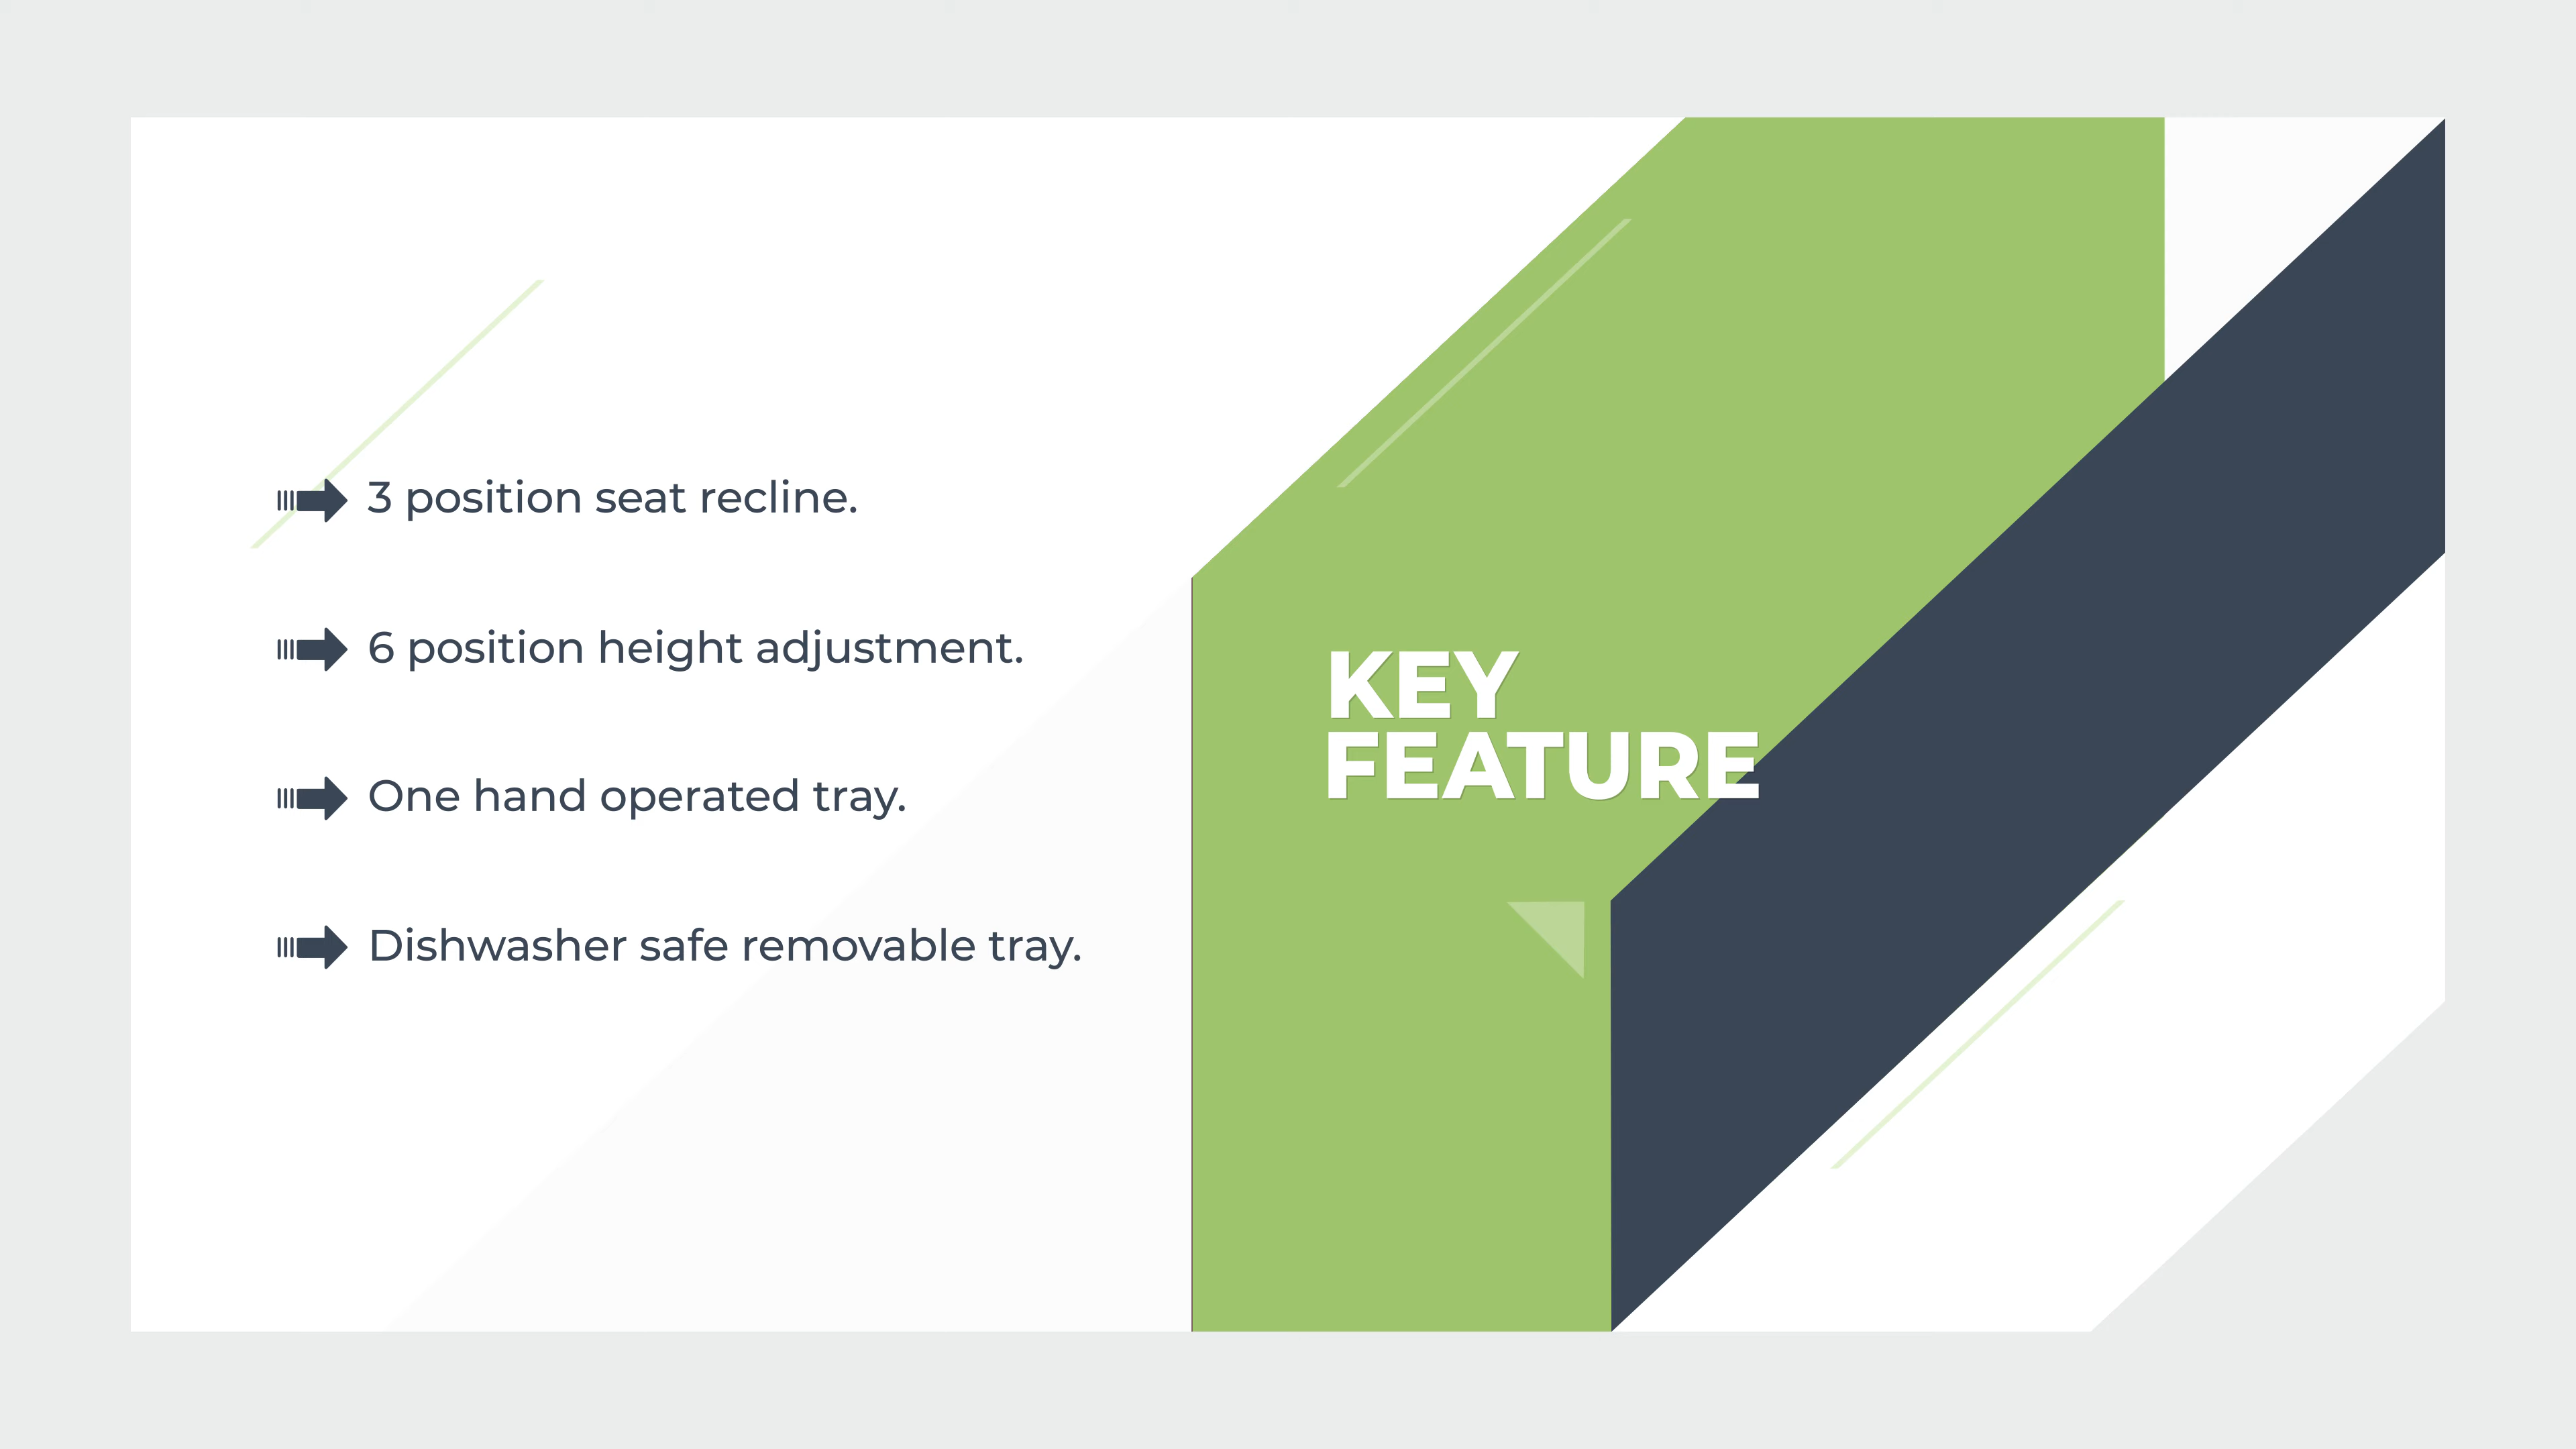 3 position seat recline.
6 position height adjustment.
One hand operated tray.
Dishwasher safe removable tray.
KEY
FEATURE